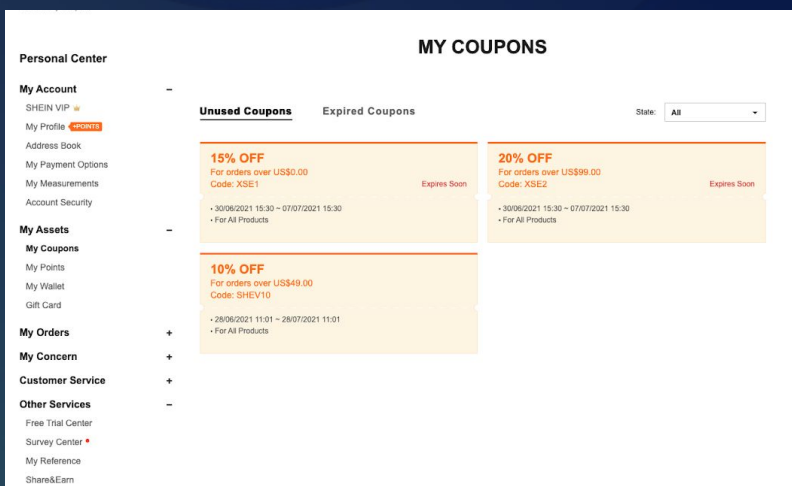 MY COUPONS
Personal Center
My Account –
SHEIN VIP
My Profile +POINTS
Address Book
My Payment Options
My Measurements
Account Security
My Assets –
My Coupons
My Points
My Wallet
Gift Card
My Orders +
My Concern +
Customer Service +
Other Services –
Free Trial Center
Survey Center
My Reference
Share&Earn
Unused Coupons Expired Coupons State: All
15% OFF
For orders over US$0.00
Code: XSE1 Expires Soon
• 30/06/2021 15:30 ~ 07/07/2021 15:30
• For All Products
20% OFF
For orders over US$99.00
Code: XSE2 Expires Soon
• 30/06/2021 15:30 ~ 07/07/2021 15:30
• For All Products
10% OFF
For orders over US$49.00
Code: SHEV10
• 28/06/2021 11:01 ~ 28/07/2021 11:01
• For All Products